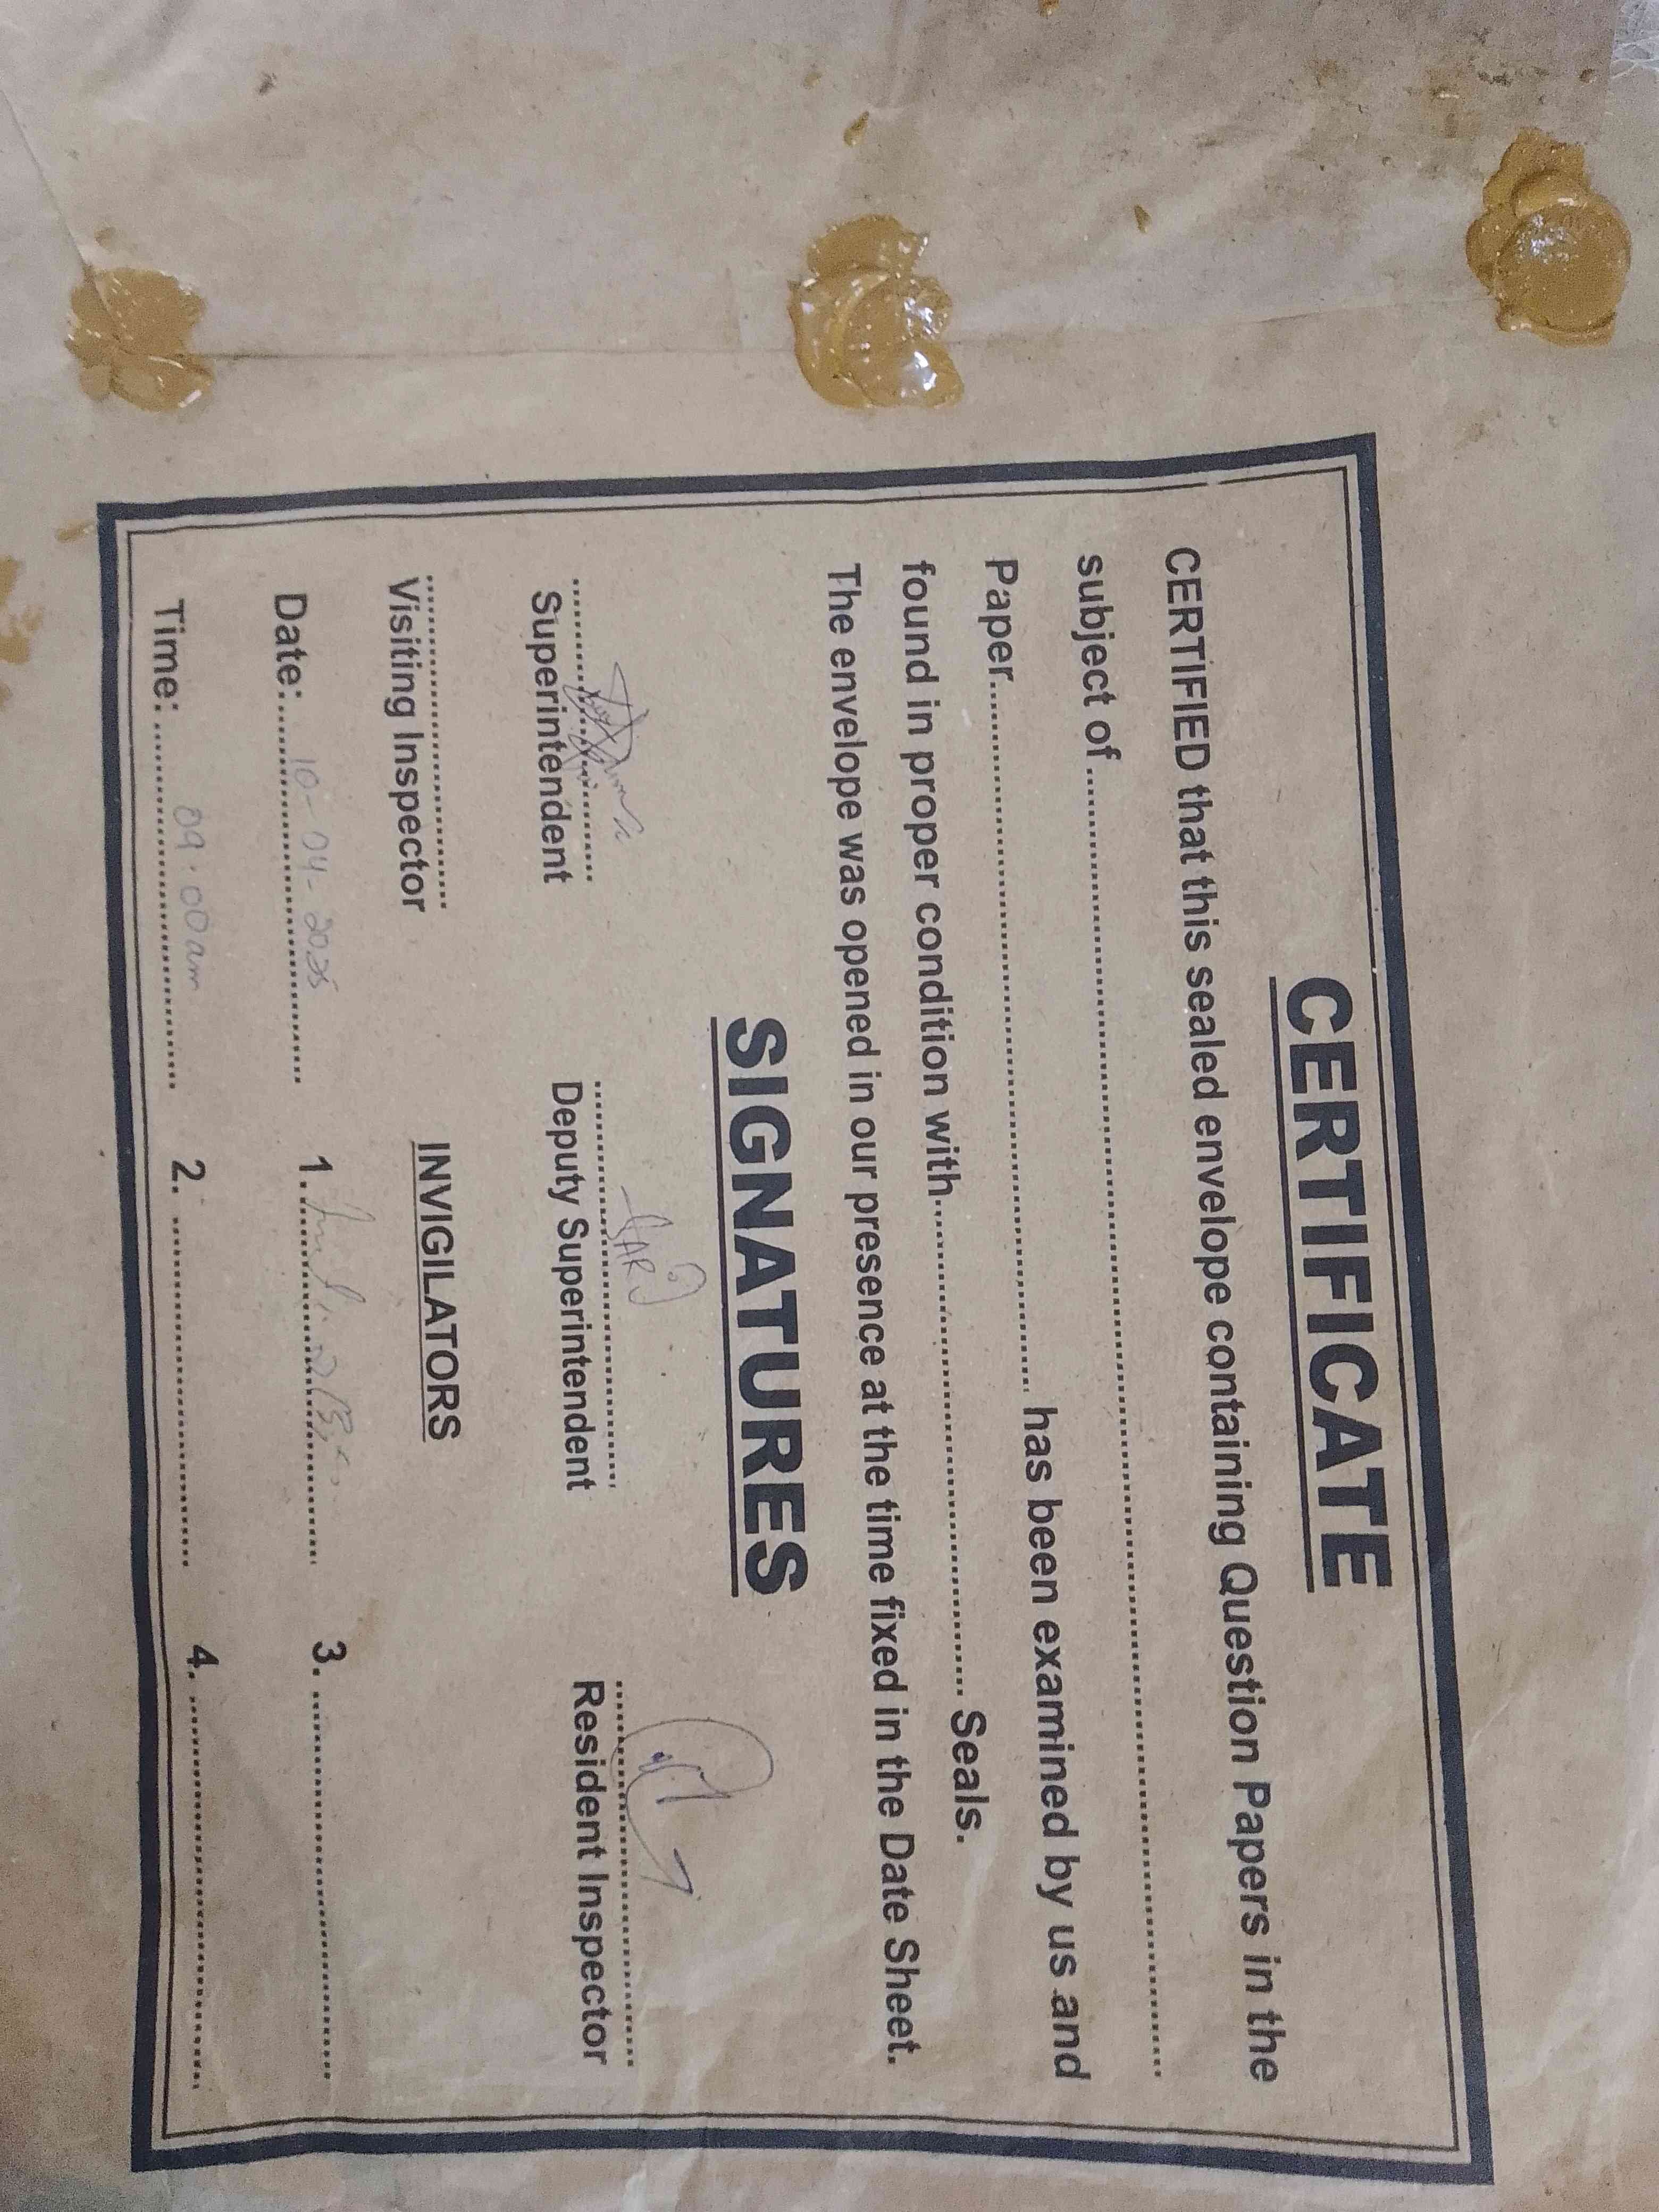 CERTIFICATE
CERTIFIED that this sealed envelope containing Question Papers in the
subject of
Paper has been examined by us and
found in proper condition with Seals.
The envelope was opened in our presence at the time fixed in the Date Sheet.
SIGNATURES
Superintendent Deputy Superintendent Resident Inspector
Visiting Inspector INVIGILATORS
Date: 10-04-2025 1. 3.
Time: 09:00am 2. 4.